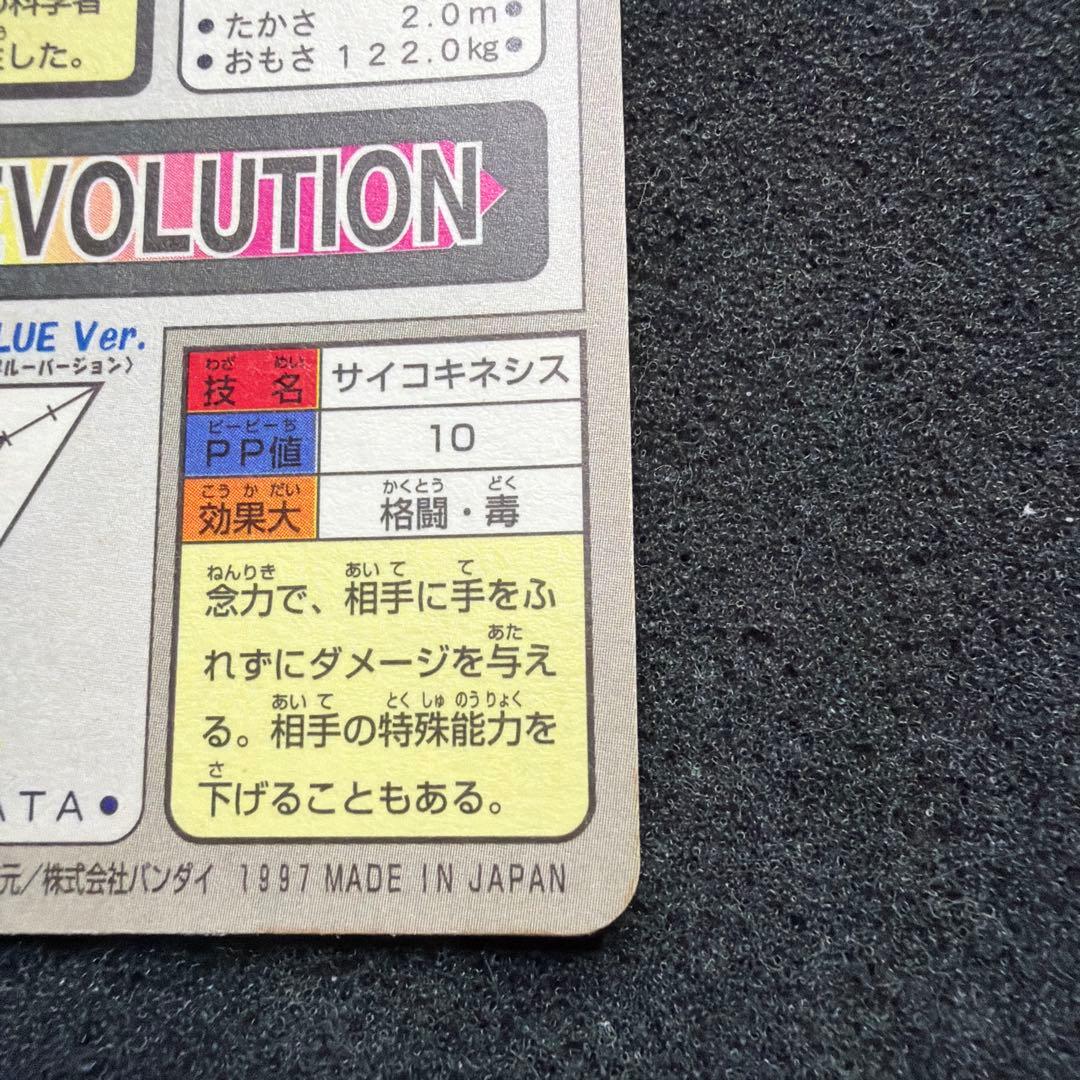 科学者
した。
●たかさ 2.0m●
●おもさ 122.0kg●
EVOLUTION
LUE Ver.
ルーバージョン〉
わざ めい
技名 サイコキネシス
ピーピーち
PP値 10
こうかだい かくとう どく
効果大 格闘・毒
ねんりき あいて て
念力で、相手に手をふ
あた
れずにダメージを与え
あいて とくしゅのうりょく
る。相手の特殊能力を
さ
下げることもある。
ATA●
元/株式会社バンダイ 1997 MADE IN JAPAN